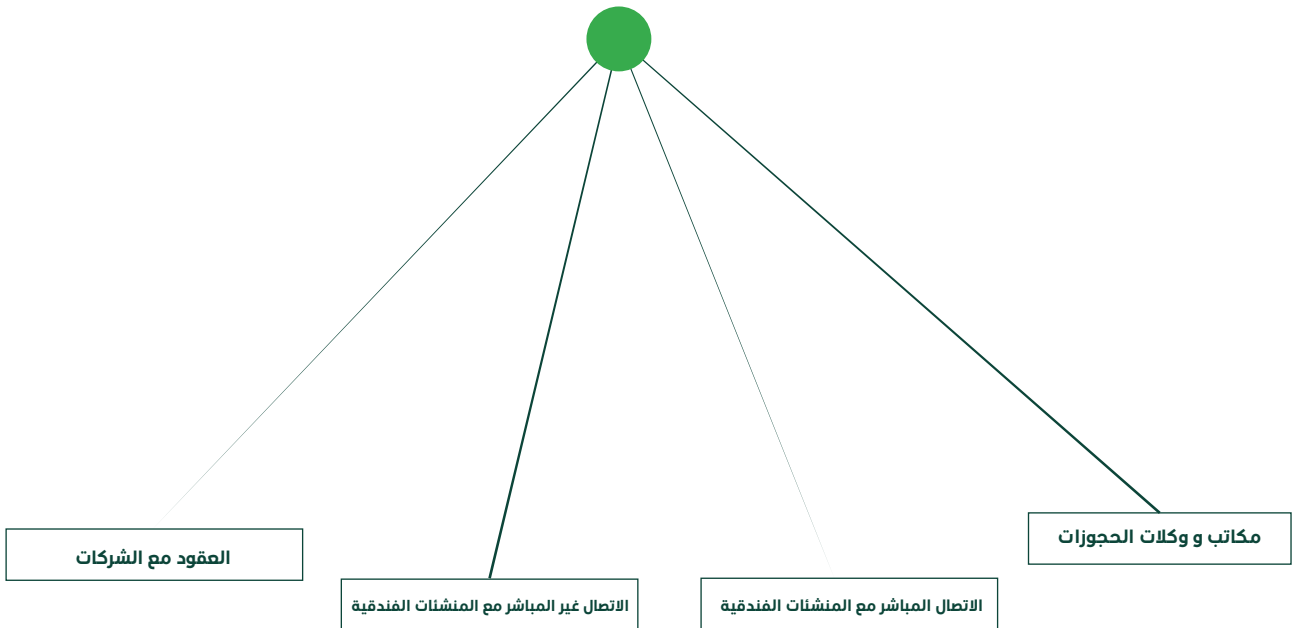 مكاتب و وكلات الحجوزات
الاتصال المباشر مع المنشئات الفندقية
الاتصال غير المباشر مع المنشئات الفندقية
العقود مع الشركات